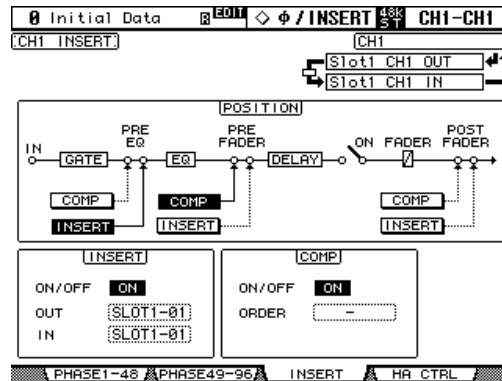 0 Initial Data EDIT ◇ Φ/INSERT 48k ST CH1-CH1
CH1 INSERT CH1
Slot1 CH1 OUT
Slot1 CH1 IN
POSITION
PRE EQ PRE FADER POST FADER
IN GATE EQ DELAY ON FADER
COMP COMP COMP
INSERT INSERT INSERT
INSERT COMP
ON/OFF ON ON/OFF ON
OUT SLOT1-01 ORDER -
IN SLOT1-01
PHASE1-48 PHASE49-96 INSERT HA CTRL